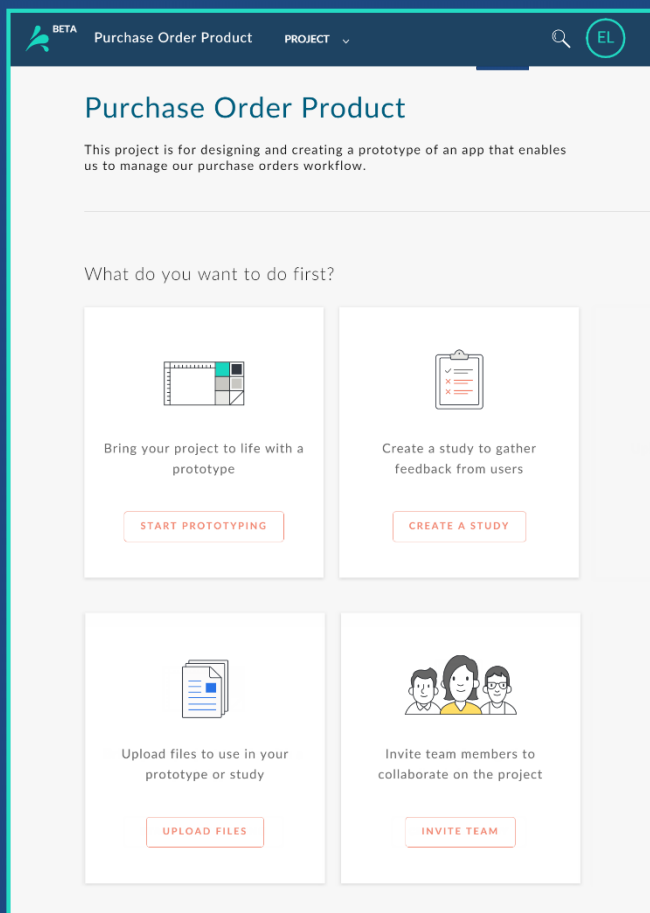 BETA
Purchase Order Product
PROJECT
EL
Purchase Order Product
This project is for designing and creating a prototype of an app that enables
us to manage our purchase orders workflow.
What do you want to do first?
Bring your project to life with a
prototype
START PROTOTYPING
Create a study to gather
feedback from users
CREATE A STUDY
Upload files to use in your
prototype or study
UPLOAD FILES
Invite team members to
collaborate on the project
INVITE TEAM